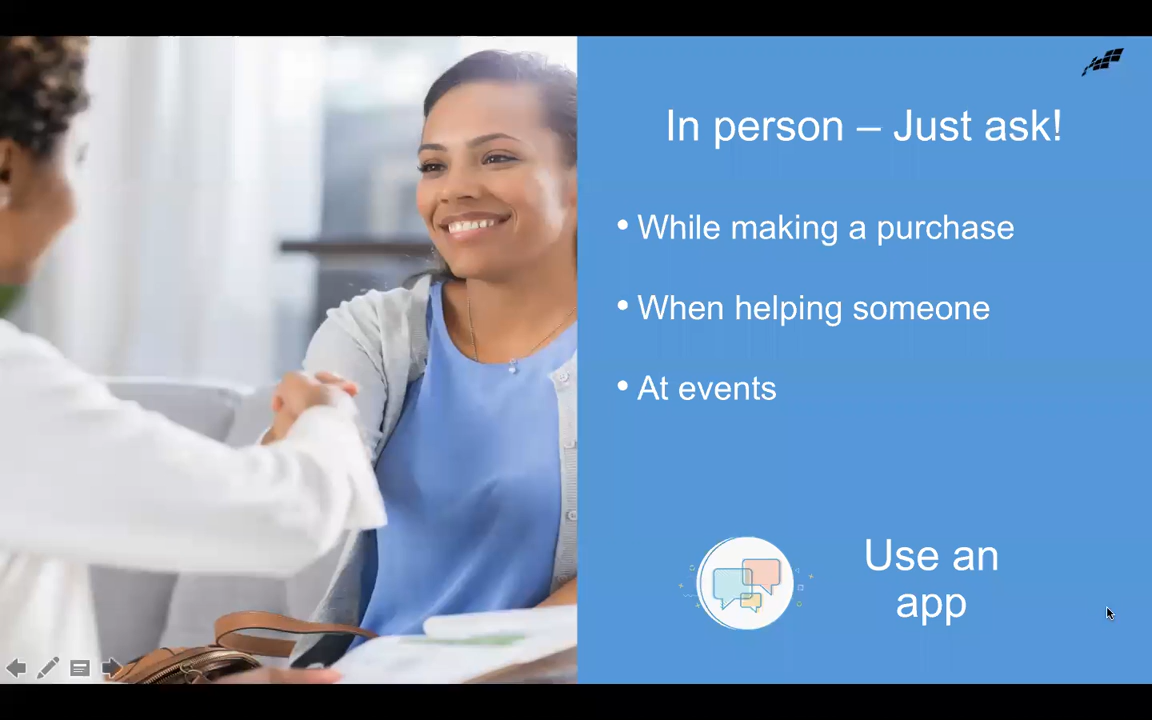 In person – Just ask!
• While making a purchase
• When helping someone
• At events
Use an
app